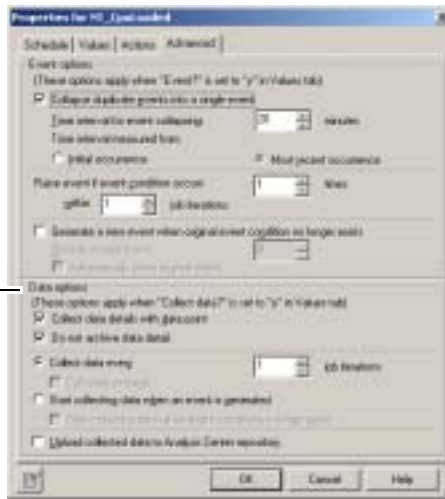 Properties for NT_CpuLoaded
Schedule Values Actions Advanced
Event options
(These options apply when "Event?" is set to "y" in Values tab)
Collapse duplicate events into a single event
Time interval for event collapsing: 20 minutes
Time interval measured from:
Initial occurrence Most recent occurrence
Raise event if event condition occurs 1 times
within 1 job iterations
Generate a new event when original event condition no longer exists
Data options
(These options apply when "Collect data?" is set to "y" in Values tab)
Collect data details with data point
Do not archive data detail
Collect data every 1 job iterations
Start collecting data when an event is generated
Upload collected data to Analysis Center repository
OK Cancel Help